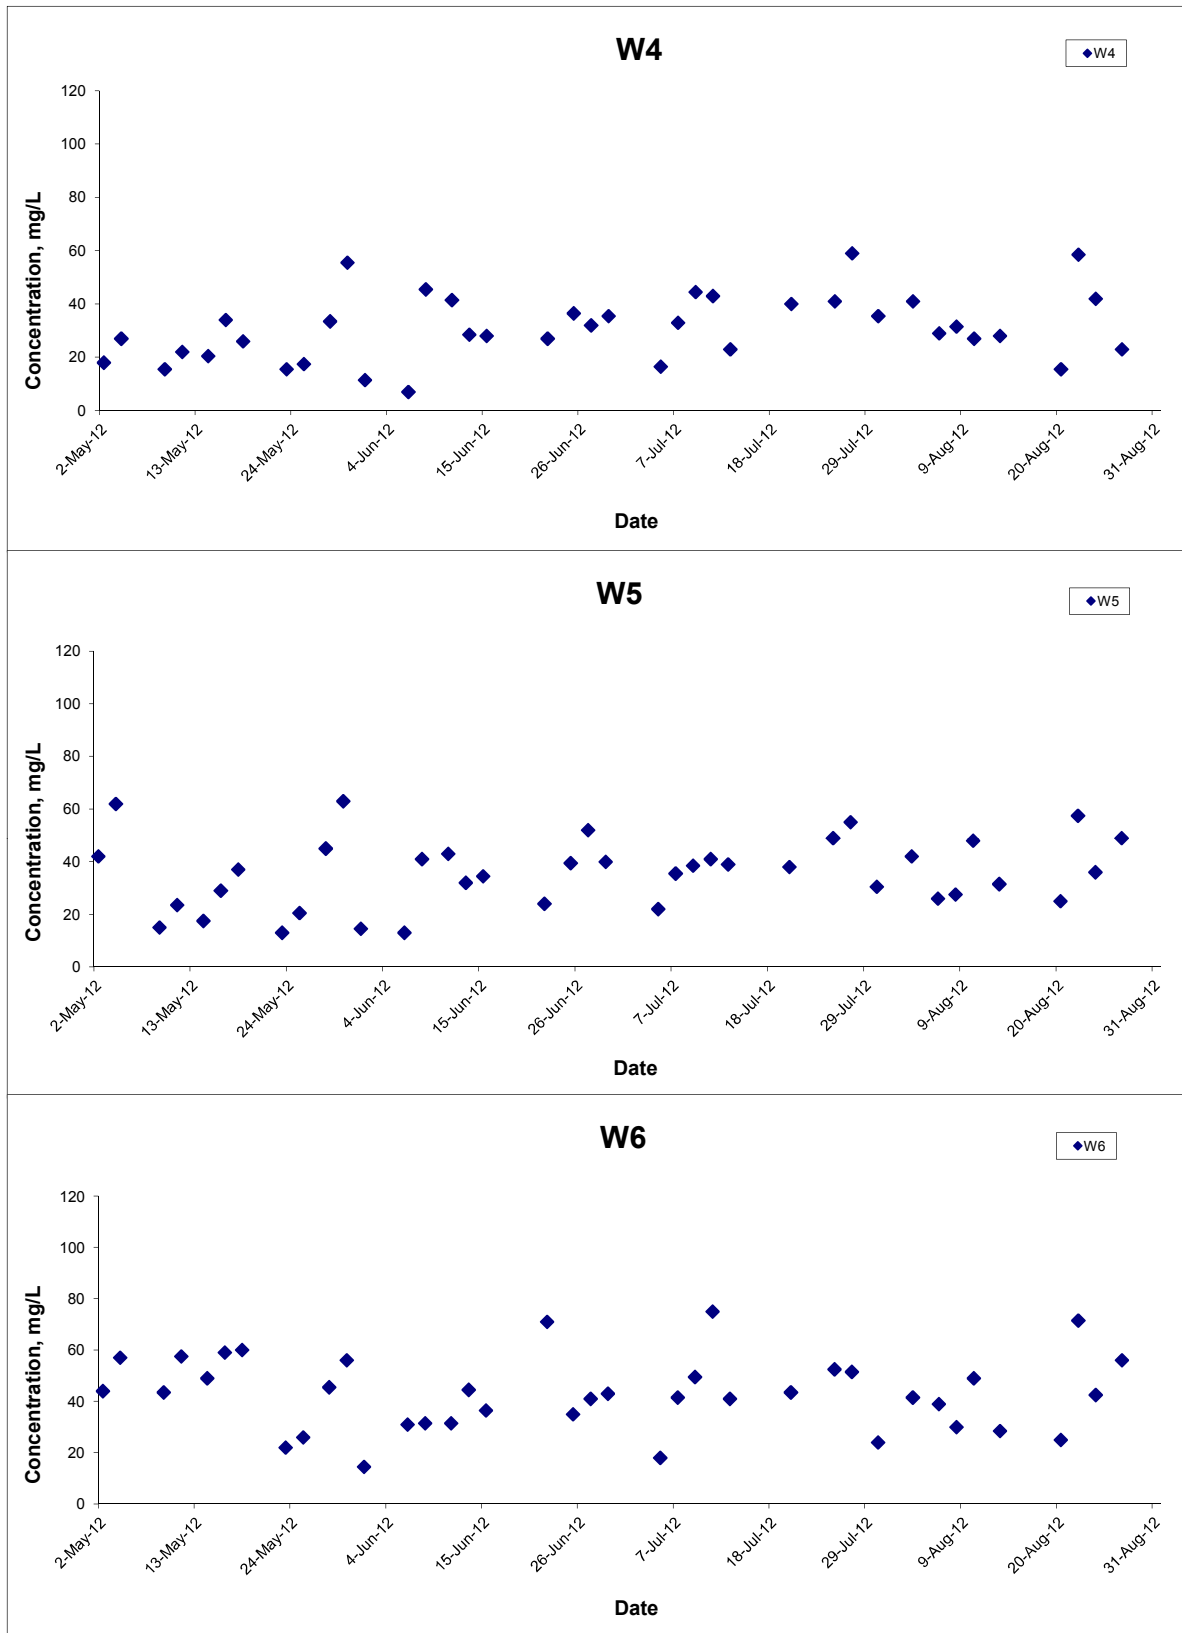 W4
W4
120
100
80
60
40
20
0
Concentration, mg/L
2-May-12
13-May-12
24-May-12
4-Jun-12
15-Jun-12
26-Jun-12
7-Jul-12
18-Jul-12
29-Jul-12
9-Aug-12
20-Aug-12
31-Aug-12
Date
W5
W5
120
100
80
60
40
20
0
Concentration, mg/L
2-May-12
13-May-12
24-May-12
4-Jun-12
15-Jun-12
26-Jun-12
7-Jul-12
18-Jul-12
29-Jul-12
9-Aug-12
20-Aug-12
31-Aug-12
Date
W6
W6
120
100
80
60
40
20
0
Concentration, mg/L
2-May-12
13-May-12
24-May-12
4-Jun-12
15-Jun-12
26-Jun-12
7-Jul-12
18-Jul-12
29-Jul-12
9-Aug-12
20-Aug-12
31-Aug-12
Date